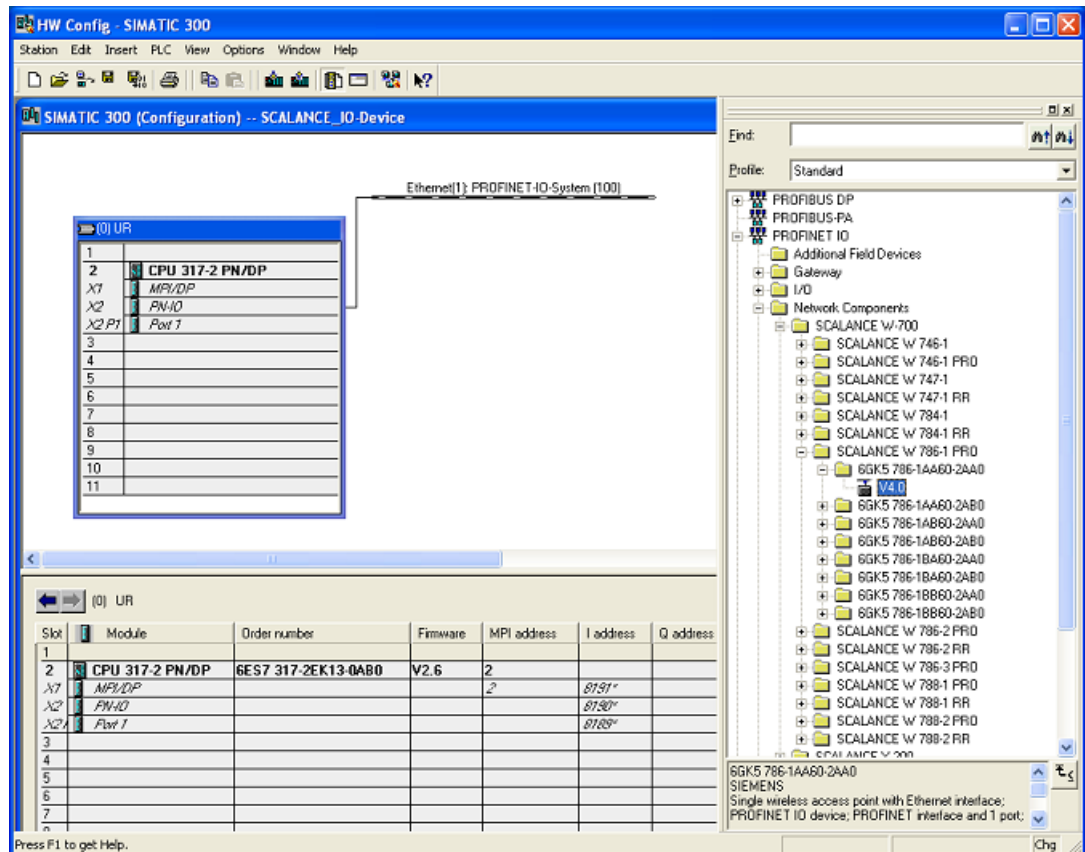 HW Config - SIMATIC 300
Station Edit Insert PLC View Options Window Help
SIMATIC 300 (Configuration) -- SCALANCE_IO-Device
Ethernet(1): PROFINET-IO-System (100)
(0) UR
1
2 CPU 317-2 PN/DP
X1 MPI/DP
X2 PN-IO
X2 P1 Port 1
3
4
5
6
7
8
9
10
11
Find:
Profile: Standard
PROFIBUS DP
PROFIBUS-PA
PROFINET IO
Additional Field Devices
Gateway
I/O
Network Components
SCALANCE W-700
SCALANCE W 746-1
SCALANCE W 746-1 PRO
SCALANCE W 747-1
SCALANCE W 747-1 RR
SCALANCE W 784-1
SCALANCE W 784-1 RR
SCALANCE W 786-1 PRO
6GK5 786-1AA60-2AA0
V4.0
6GK5 786-1AA60-2AB0
6GK5 786-1AB60-2AA0
6GK5 786-1AB60-2AB0
6GK5 786-1BA60-2AA0
6GK5 786-1BA60-2AB0
6GK5 786-1BB60-2AA0
6GK5 786-1BB60-2AB0
SCALANCE W 786-2 PRO
SCALANCE W 786-2 RR
SCALANCE W 786-3 PRO
SCALANCE W 788-1 PRO
SCALANCE W 788-1 RR
SCALANCE W 788-2 PRO
SCALANCE W 788-2 RR
6GK5 786-1AA60-2AA0
SIEMENS
Single wireless access point with Ethernet interface;
PROFINET IO device; PROFINET interface and 1 port;
(0) UR
Slot Module Order number Firmware MPI address I address Q address
1
2 CPU 317-2 PN/DP 6ES7 317-2EK13-0AB0 V2.6 2
X1 MPI/DP 2 8191*
X2 PN-IO 8190*
X2 Port 1 8189*
3
4
5
6
7
Press F1 to get Help.
Chg